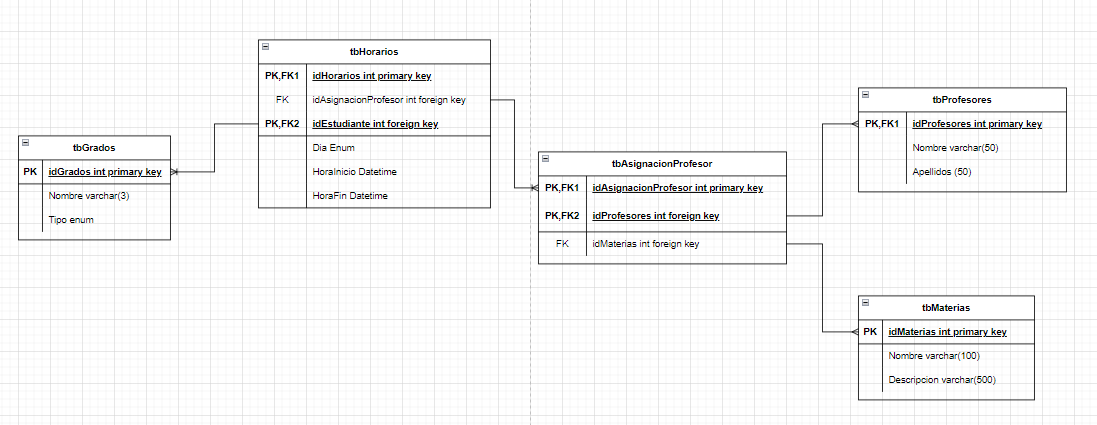 tbHorarios
PK,FK1 idHorarios int primary key
FK idAsignacionProfesor int foreign key
PK,FK2 idEstudiante int foreign key
Dia Enum
HoraInicio Datetime
HoraFin Datetime
tbGrados
PK idGrados int primary key
Nombre varchar(3)
Tipo enum
tbAsignacionProfesor
PK,FK1 idAsignacionProfesor int primary key
PK,FK2 idProfesores int foreign key
FK idMaterias int foreign key
tbProfesores
PK,FK1 idProfesores int primary key
Nombre varchar(50)
Apellidos (50)
tbMaterias
PK idMaterias int primary key
Nombre varchar(100)
Descripcion varchar(500)